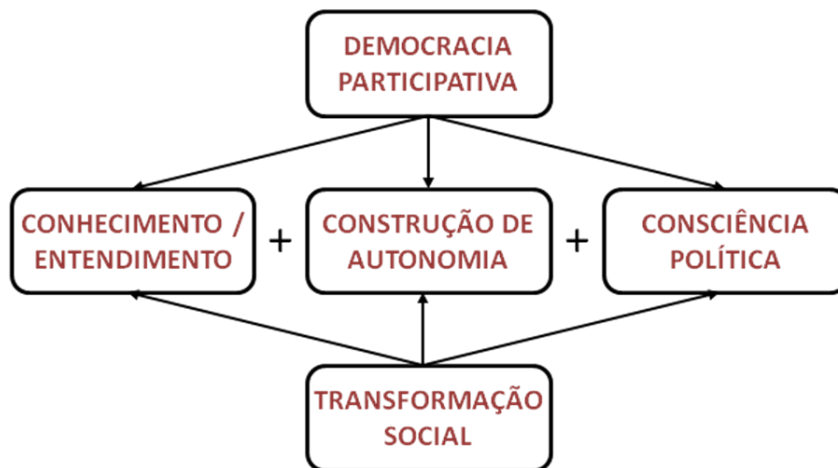 DEMOCRACIA
PARTICIPATIVA
CONHECIMENTO /
ENTENDIMENTO
+
CONSTRUÇÃO DE
AUTONOMIA
+
CONSCIÊNCIA
POLÍTICA
TRANSFORMAÇÃO
SOCIAL